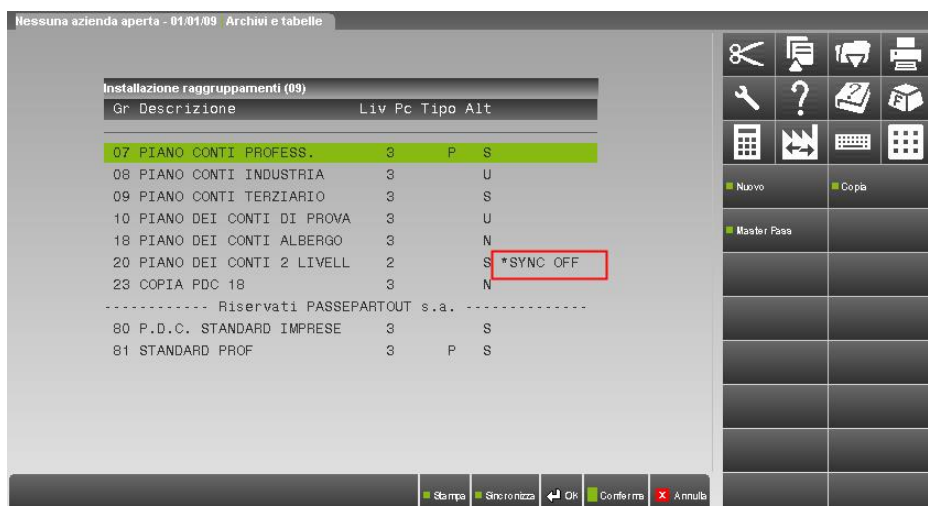 Nessuna azienda aperta - 01/01/09 Archivi e tabelle
Installazione raggruppamenti (09)
Gr Descrizione Liv Pc Tipo Alt
07 PIANO CONTI PROFESS. 3 P S
08 PIANO CONTI INDUSTRIA 3 U
09 PIANO CONTI TERZIARIO 3 S
10 PIANO DEI CONTI DI PROVA 3 U
18 PIANO DEI CONTI ALBERGO 3 N
20 PIANO DEI CONTI 2 LIVELL 2 S *SYNC OFF
23 COPIA PDC 18 3 N
------------ Riservati PASSEPARTOUT s.a. --------------
80 P.D.C. STANDARD IMPRESE 3 S
81 STANDARD PROF 3 P S
Nuovo Copia
Master Pass
Stampa Sincronizza OK Conferma X Annulla